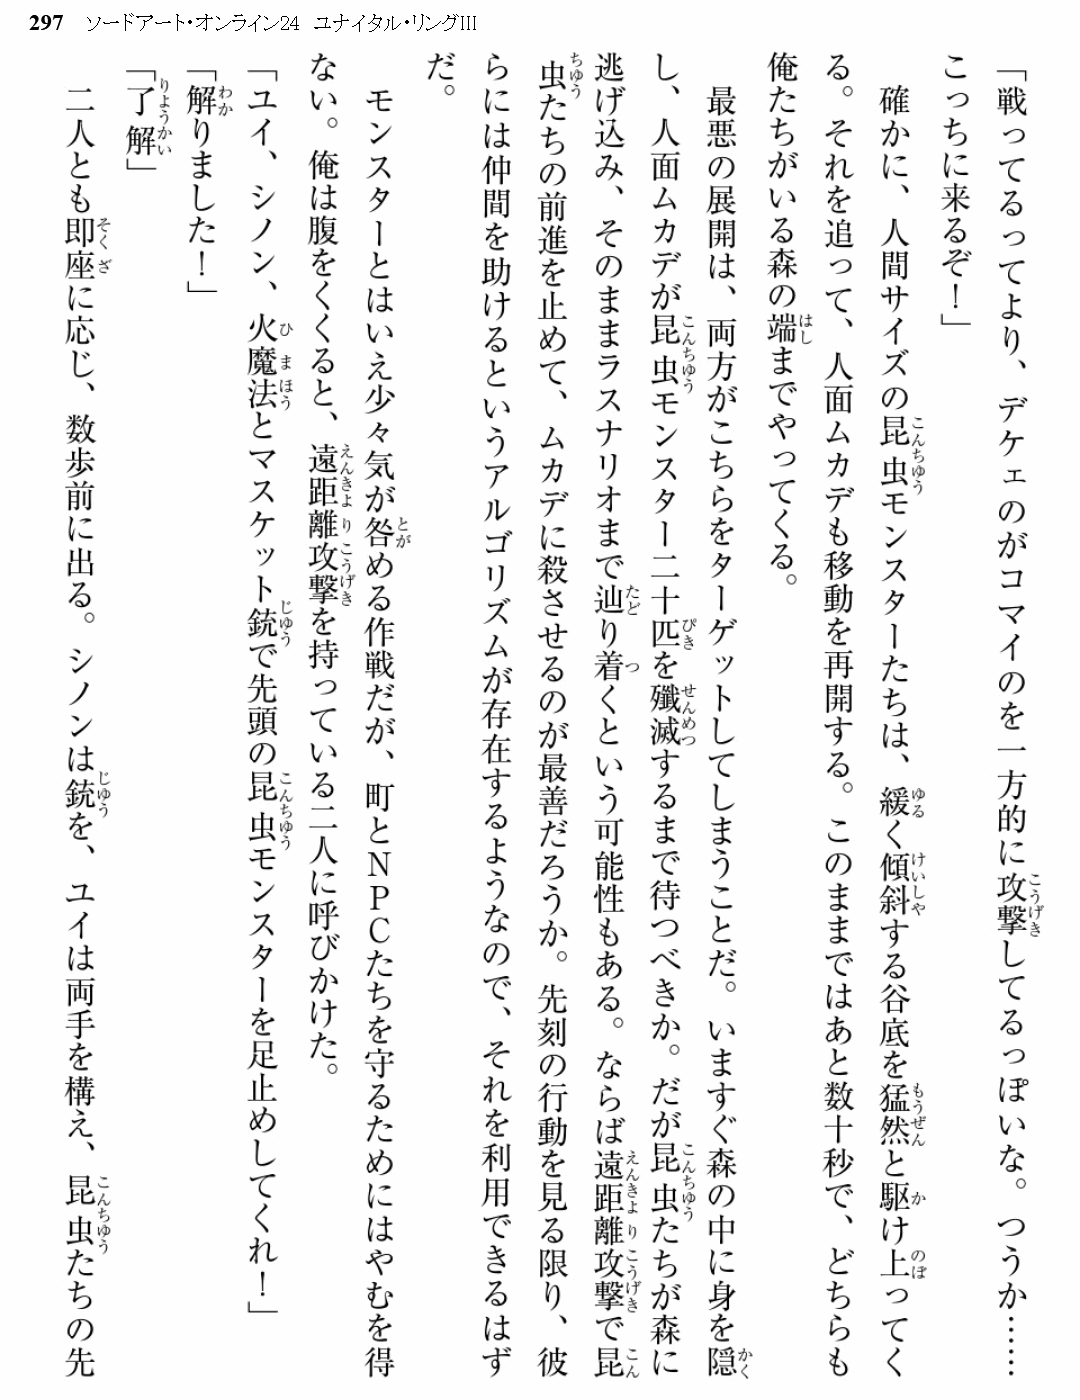 297 ソードアート・オンライン24 ユナイタル・リングIII
「戦ってるってより、デケェのがコマイのを一方的に攻撃してるっぽいな。つうか……
こっちに来るぞ！」
確かに、人間サイズの昆虫モンスターたちは、緩く傾斜する谷底を猛然と駆け上ってく
る。それを追って、人面ムカデも移動を再開する。このままではあと数十秒で、どちらも
俺たちがいる森の端までやってくる。
最悪の展開は、両方がこちらをターゲットしてしまうことだ。いますぐ森の中に身を隠
し、人面ムカデが昆虫モンスター二十匹を殲滅するまで待つべきか。だが昆虫たちが森に
逃げ込み、そのままラスナリオまで辿り着くという可能性もある。ならば遠距離攻撃で昆
虫たちの前進を止めて、ムカデに殺させるのが最善だろうか。先刻の行動を見る限り、彼
らには仲間を助けるというアルゴリズムが存在するようなので、それを利用できるはず
だ。
モンスターとはいえ少々気が咎める作戦だが、町とNPCたちを守るためにはやむを得
ない。俺は腹をくくると、遠距離攻撃を持っている二人に呼びかけた。
「ユイ、シノン、火魔法とマスケット銃で先頭の昆虫モンスターを足止めしてくれ！」
「解りました！」
「了解」
二人とも即座に応じ、数歩前に出る。シノンは銃を、ユイは両手を構え、昆虫たちの先